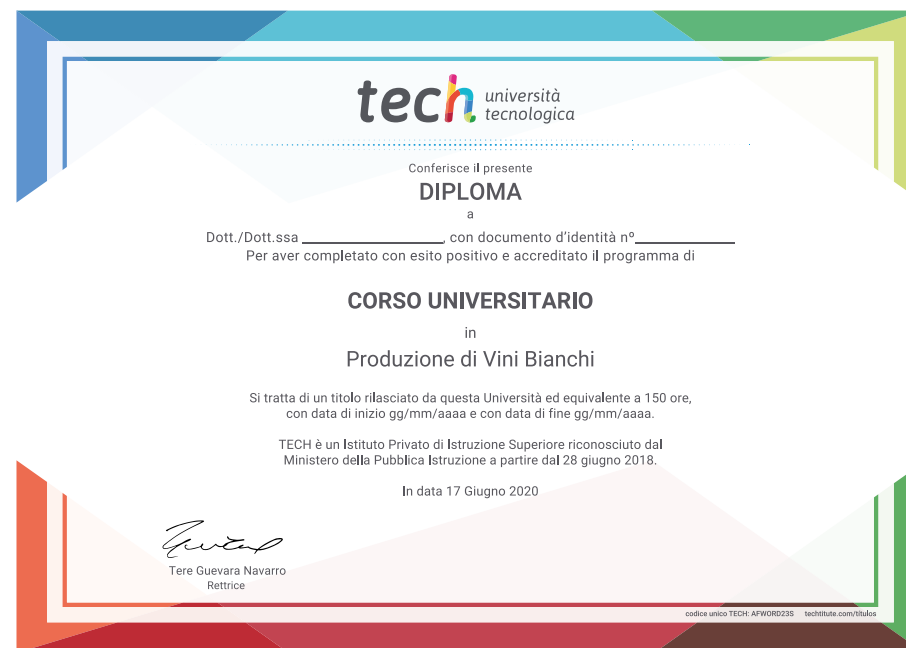 tech università
tecnologica
Conferisce il presente
DIPLOMA
a
Dott./Dott.ssa ____________________, con documento d'identità nº______________
Per aver completato con esito positivo e accreditato il programma di
CORSO UNIVERSITARIO
in
Produzione di Vini Bianchi
Si tratta di un titolo rilasciato da questa Università ed equivalente a 150 ore,
con data di inizio gg/mm/aaaa e con data di fine gg/mm/aaaa.
TECH è un Istituto Privato di Istruzione Superiore riconosciuto dal
Ministero della Pubblica Istruzione a partire dal 28 giugno 2018.
In data 17 Giugno 2020
Tere Guevara Navarro
Rettrice
codice unico TECH: AFWORD23S techtitute.com/títulos